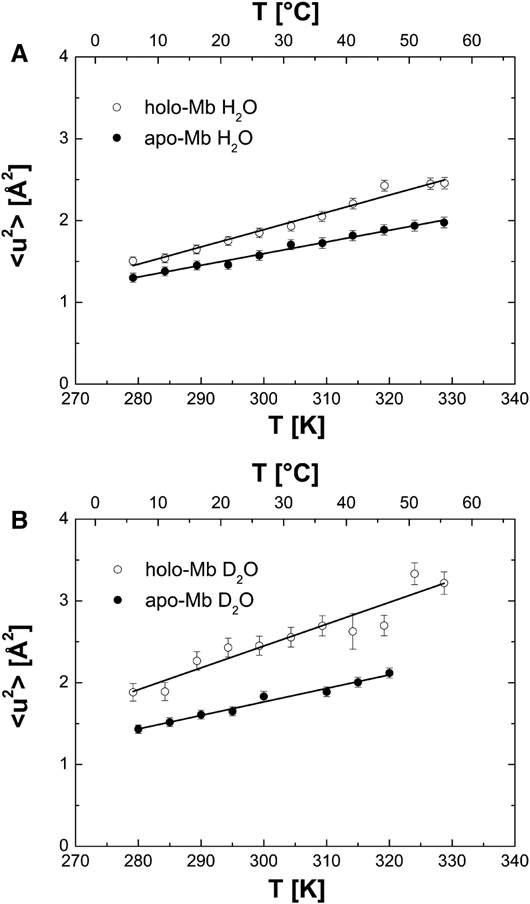 T [°C]
0 10 20 30 40 50 60
A
4
holo-Mb H₂O
apo-Mb H₂O
3
<u²> [Å²]
2
1
0
270 280 290 300 310 320 330 340
T [K]
T [°C]
0 10 20 30 40 50 60
B
4
holo-Mb D₂O
apo-Mb D₂O
3
<u²> [Å²]
2
1
0
270 280 290 300 310 320 330 340
T [K]